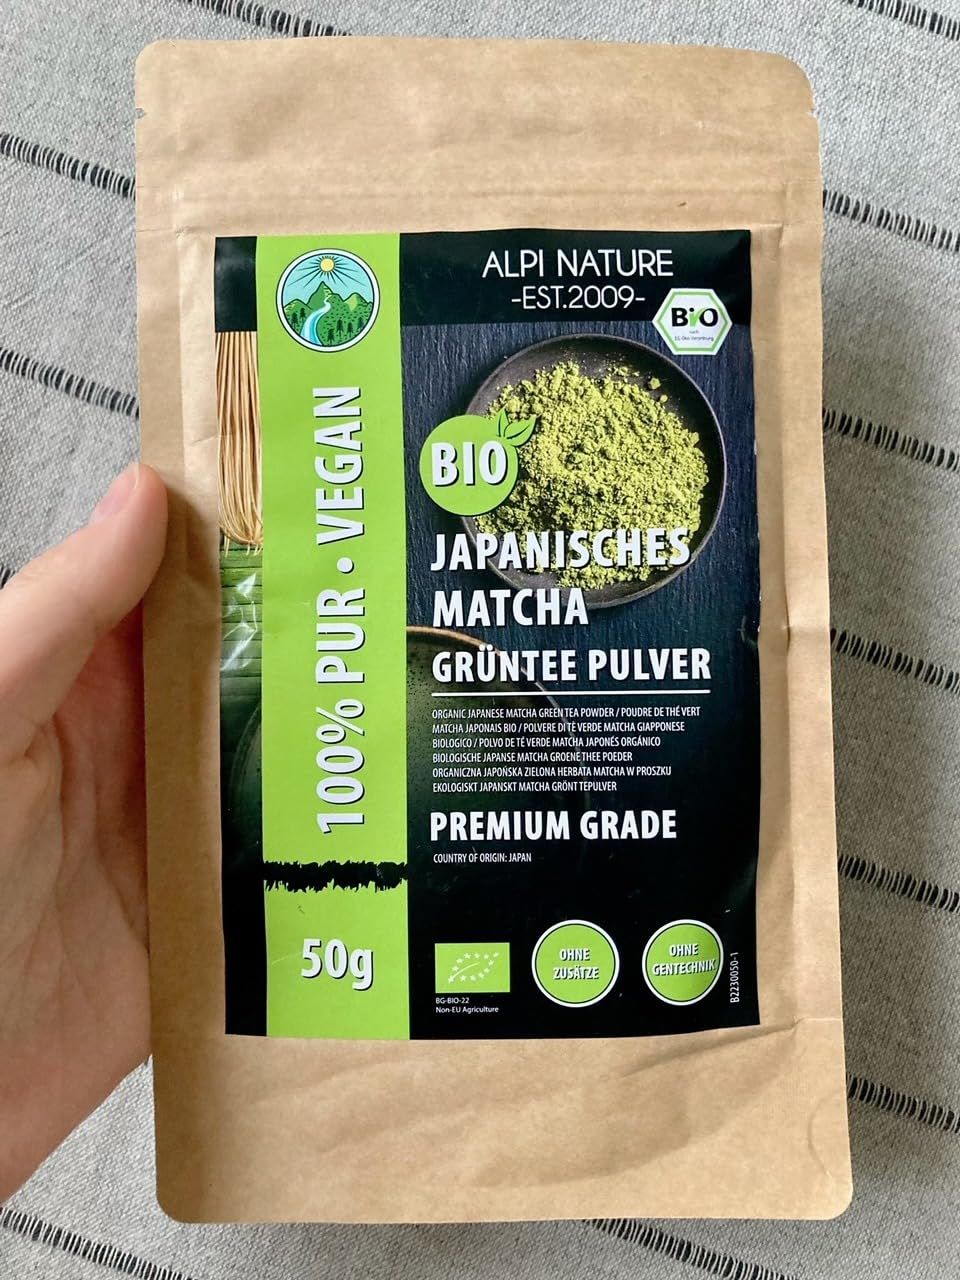 ALPI NATURE
-EST.2009-
BiO
nach
EG-Öko-Verordnung
100% PUR • VEGAN
BIO
JAPANISCHES
MATCHA
GRÜNTEE PULVER
ORGANIC JAPANESE MATCHA GREEN TEA POWDER / POUDRE DE THÉ VERT
MATCHA JAPONAIS BIO / POLVERE DI TÈ VERDE MATCHA GIAPPONESE
BIOLOGICO / POLVO DE TÉ VERDE MATCHA JAPONÉS ORGÁNICO
BIOLOGISCHE JAPANSE MATCHA GROENE THEE POEDER
ORGANICZNA JAPOŃSKA ZIELONA HERBATA MATCHA W PROSZKU
EKOLOGISKT JAPANSKT MATCHA GRÖNT TEPULVER
PREMIUM GRADE
COUNTRY OF ORIGIN: JAPAN
50g
BG-BIO-22
Non-EU Agriculture
OHNE
ZUSÄTZE
OHNE
GENTECHNIK
B2230050-1